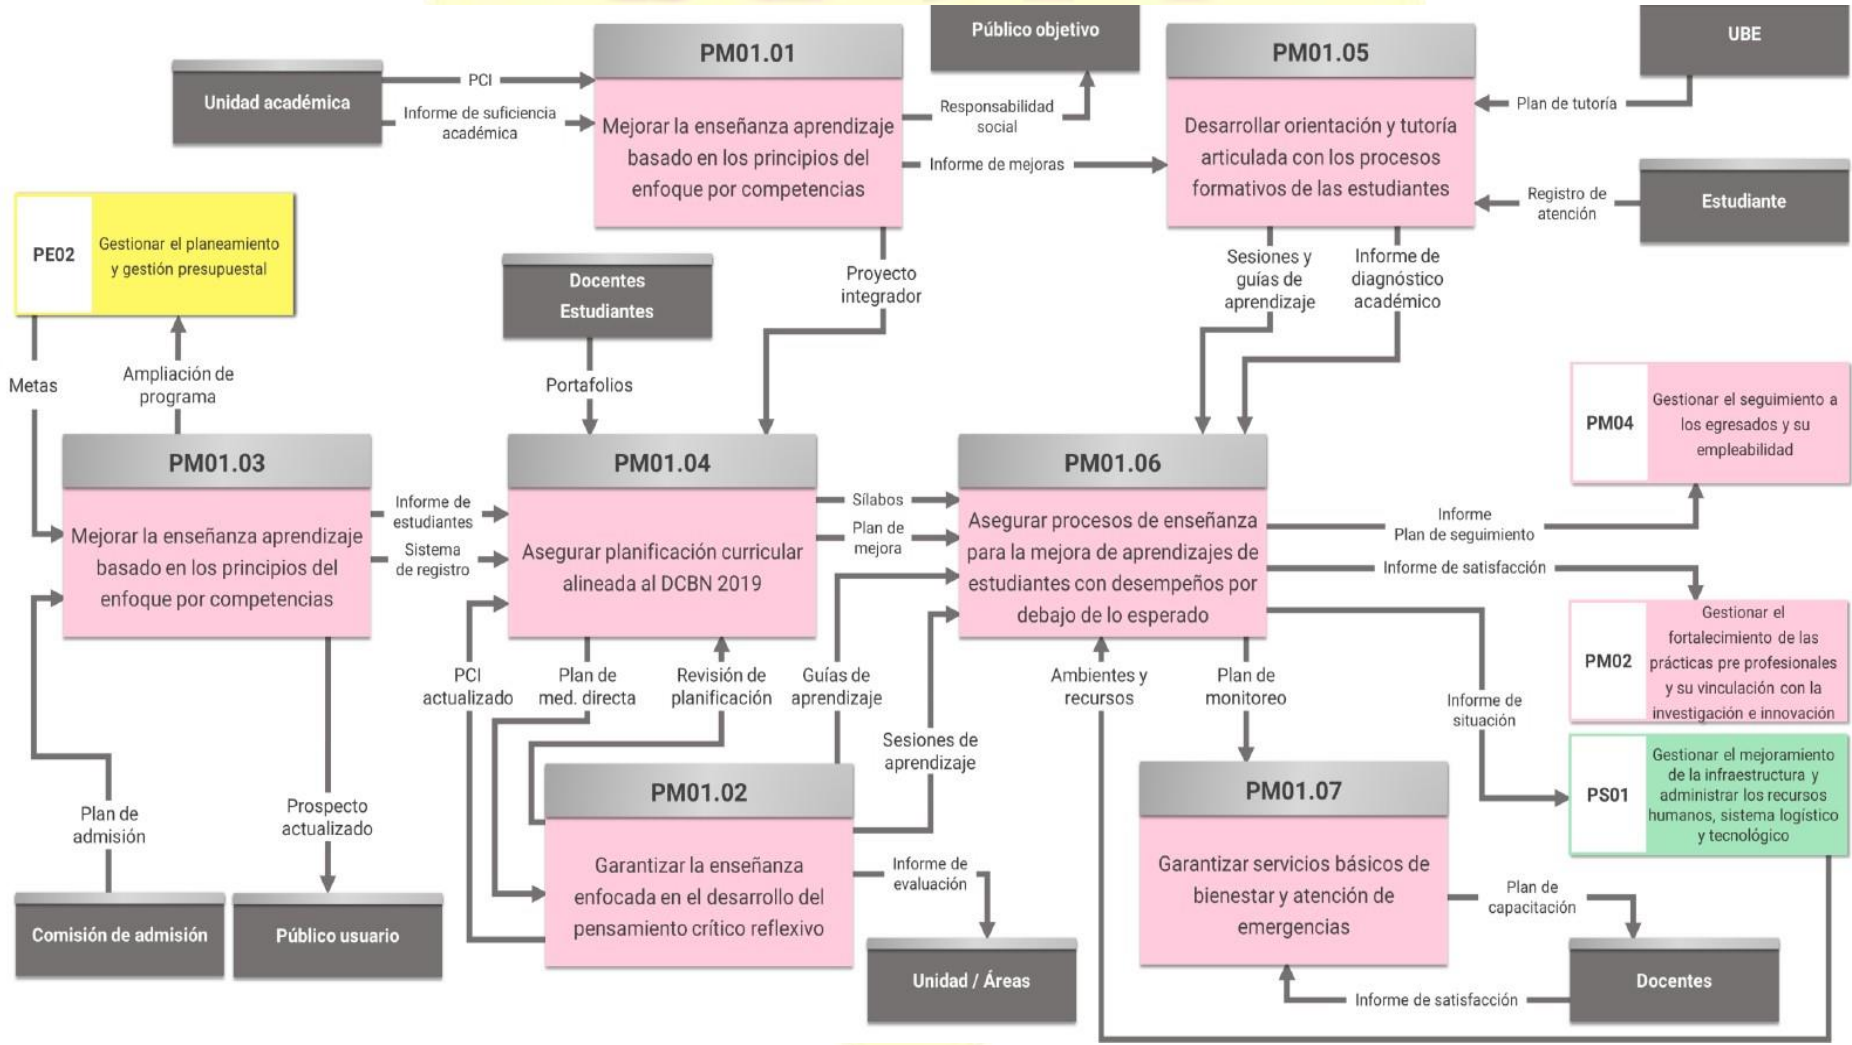 Público objetivo
UBE
PM01.01
PM01.05
Unidad académica
PCI
Informe de suficiencia
académica
Mejorar la enseñanza aprendizaje
basado en los principios del
enfoque por competencias
Responsabilidad
social
Informe de mejoras
Desarrollar orientación y tutoría
articulada con los procesos
formativos de las estudiantes
Plan de tutoría
Registro de
atención
Estudiante
PE02
Gestionar el planeamiento
y gestión presupuestal
Docentes
Estudiantes
Proyecto
integrador
Sesiones y
guías de
aprendizaje
Informe de
diagnóstico
académico
Metas
Ampliación de
programa
Portafolios
PM04
Gestionar el seguimiento a
los egresados y su
empleabilidad
PM01.03
Mejorar la enseñanza aprendizaje
basado en los principios del
enfoque por competencias
Informe de
estudiantes
Sistema
de registro
PM01.04
Asegurar planificación curricular
alineada al DCBN 2019
Sílabos
Plan de
mejora
PM01.06
Asegurar procesos de enseñanza
para la mejora de aprendizajes de
estudiantes con desempeños por
debajo de lo esperado
Informe
Plan de seguimiento
Informe de satisfacción
PM02
Gestionar el
fortalecimiento de las
prácticas pre profesionales
y su vinculación con la
investigación e innovación
PCI
actualizado
Plan de
med. directa
Revisión de
planificación
Guías de
aprendizaje
Sesiones de
aprendizaje
Ambientes y
recursos
Plan de
monitoreo
Informe de
situación
PS01
Gestionar el mejoramiento
de la infraestructura y
administrar los recursos
humanos, sistema logístico
y tecnológico
Plan de
admisión
Prospecto
actualizado
PM01.02
Garantizar la enseñanza
enfocada en el desarrollo del
pensamiento crítico reflexivo
Informe de
evaluación
PM01.07
Garantizar servicios básicos de
bienestar y atención de
emergencias
Plan de
capacitación
Comisión de admisión
Público usuario
Unidad / Áreas
Docentes
Informe de satisfacción